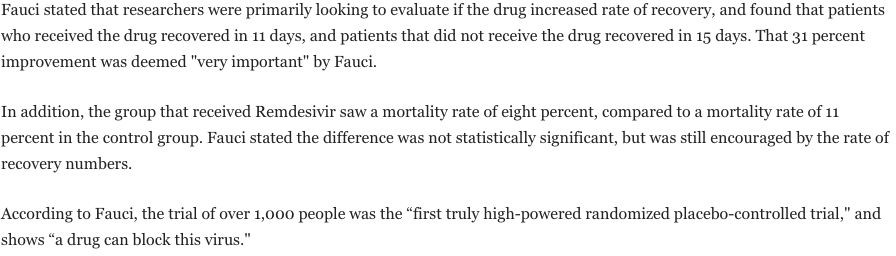 Fauci stated that researchers were primarily looking to evaluate if the drug increased rate of recovery, and found that patients
who received the drug recovered in 11 days, and patients that did not receive the drug recovered in 15 days. That 31 percent
improvement was deemed "very important" by Fauci.
In addition, the group that received Remdesivir saw a mortality rate of eight percent, compared to a mortality rate of 11
percent in the control group. Fauci stated the difference was not statistically significant, but was still encouraged by the rate of
recovery numbers.
According to Fauci, the trial of over 1,000 people was the “first truly high-powered randomized placebo-controlled trial," and
shows “a drug can block this virus."